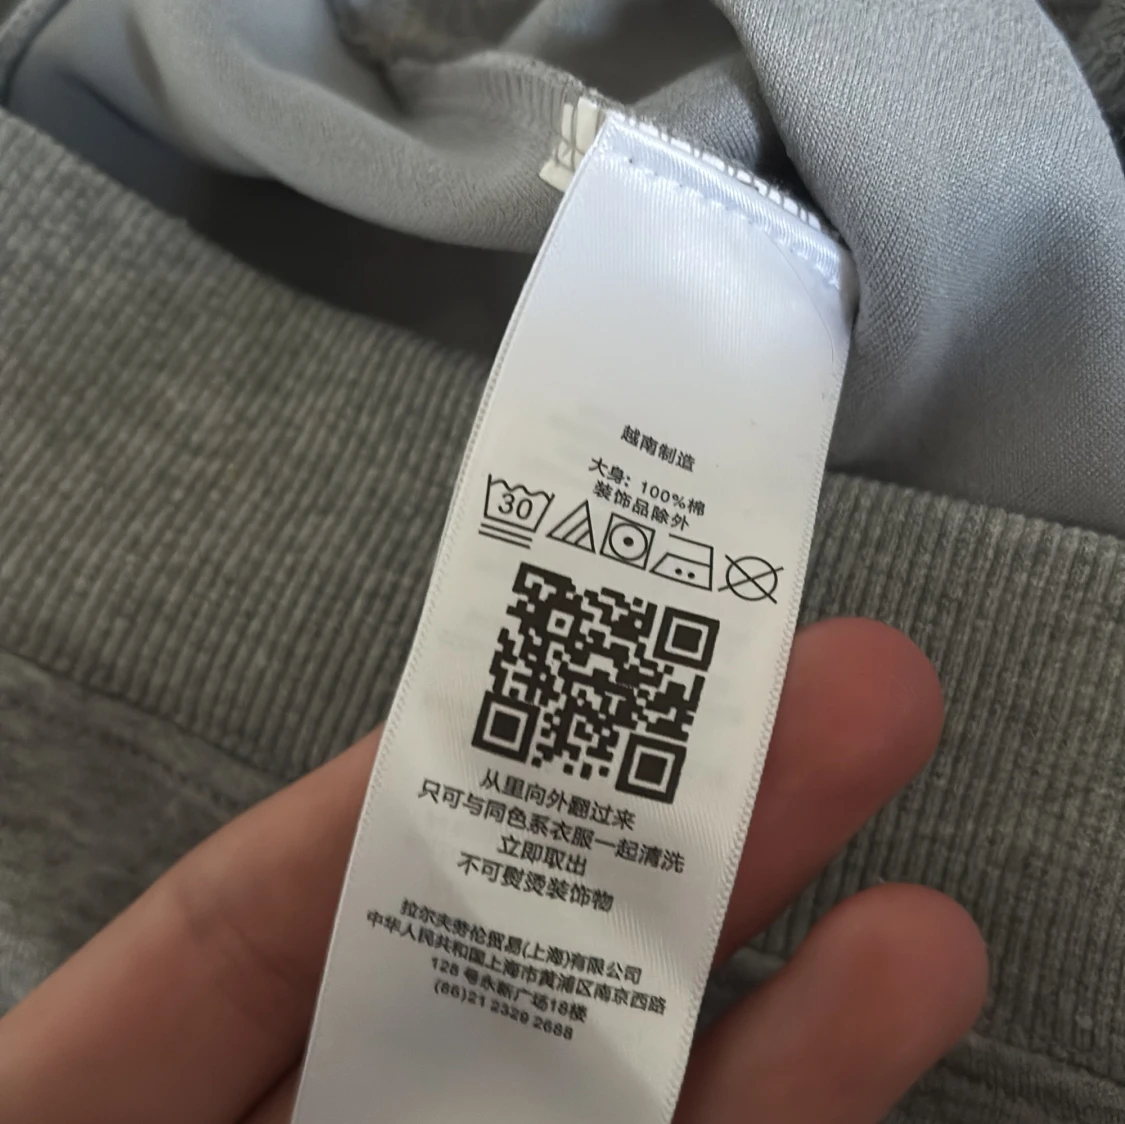 越南制造
大身: 100%棉
装饰品除外
30
从里向外翻过来
只可与同色系衣服一起清洗
立即取出
不可熨烫装饰物
拉尔夫劳伦贸易(上海)有限公司
中华人民共和国上海市黄浦区南京西路
128 号永新广场18楼
(86)21 2329 2688